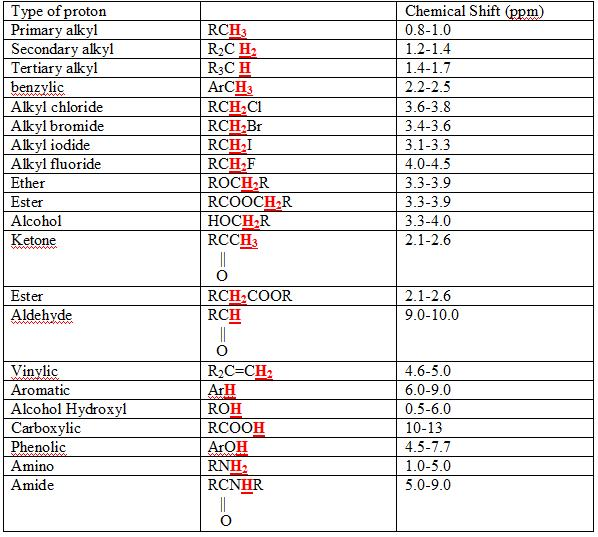 Type of proton Chemical Shift (ppm)
Primary alkyl RCH₃ 0.8-1.0
Secondary alkyl R₂C H₂ 1.2-1.4
Tertiary alkyl R₃C H 1.4-1.7
benzylic ArCH₃ 2.2-2.5
Alkyl chloride RCH₂Cl 3.6-3.8
Alkyl bromide RCH₂Br 3.4-3.6
Alkyl iodide RCH₂I 3.1-3.3
Alkyl fluoride RCH₂F 4.0-4.5
Ether ROCH₂R 3.3-3.9
Ester RCOOCH₂R 3.3-3.9
Alcohol HOCH₂R 3.3-4.0
Ketone RCCH₃ 2.1-2.6
||
O
Ester RCH₂COOR 2.1-2.6
Aldehyde RCH 9.0-10.0
||
O
Vinylic R₂C=CH₂ 4.6-5.0
Aromatic ArH 6.0-9.0
Alcohol Hydroxyl ROH 0.5-6.0
Carboxylic RCOOH 10-13
Phenolic ArOH 4.5-7.7
Amino RNH₂ 1.0-5.0
Amide RCNHR 5.0-9.0
||
O